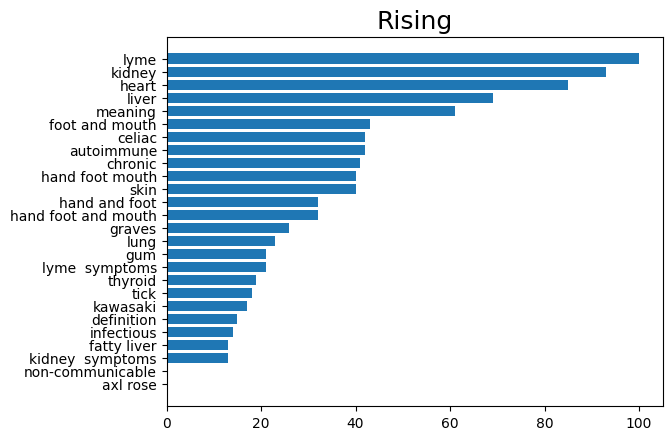 Rising
lyme
kidney
heart
liver
meaning
foot and mouth
celiac
autoimmune
chronic
hand foot mouth
skin
hand and foot
hand foot and mouth
graves
lung
gum
lyme  symptoms
thyroid
tick
kawasaki
definition
infectious
fatty liver
kidney  symptoms
non-communicable
axl rose
0 20 40 60 80 100